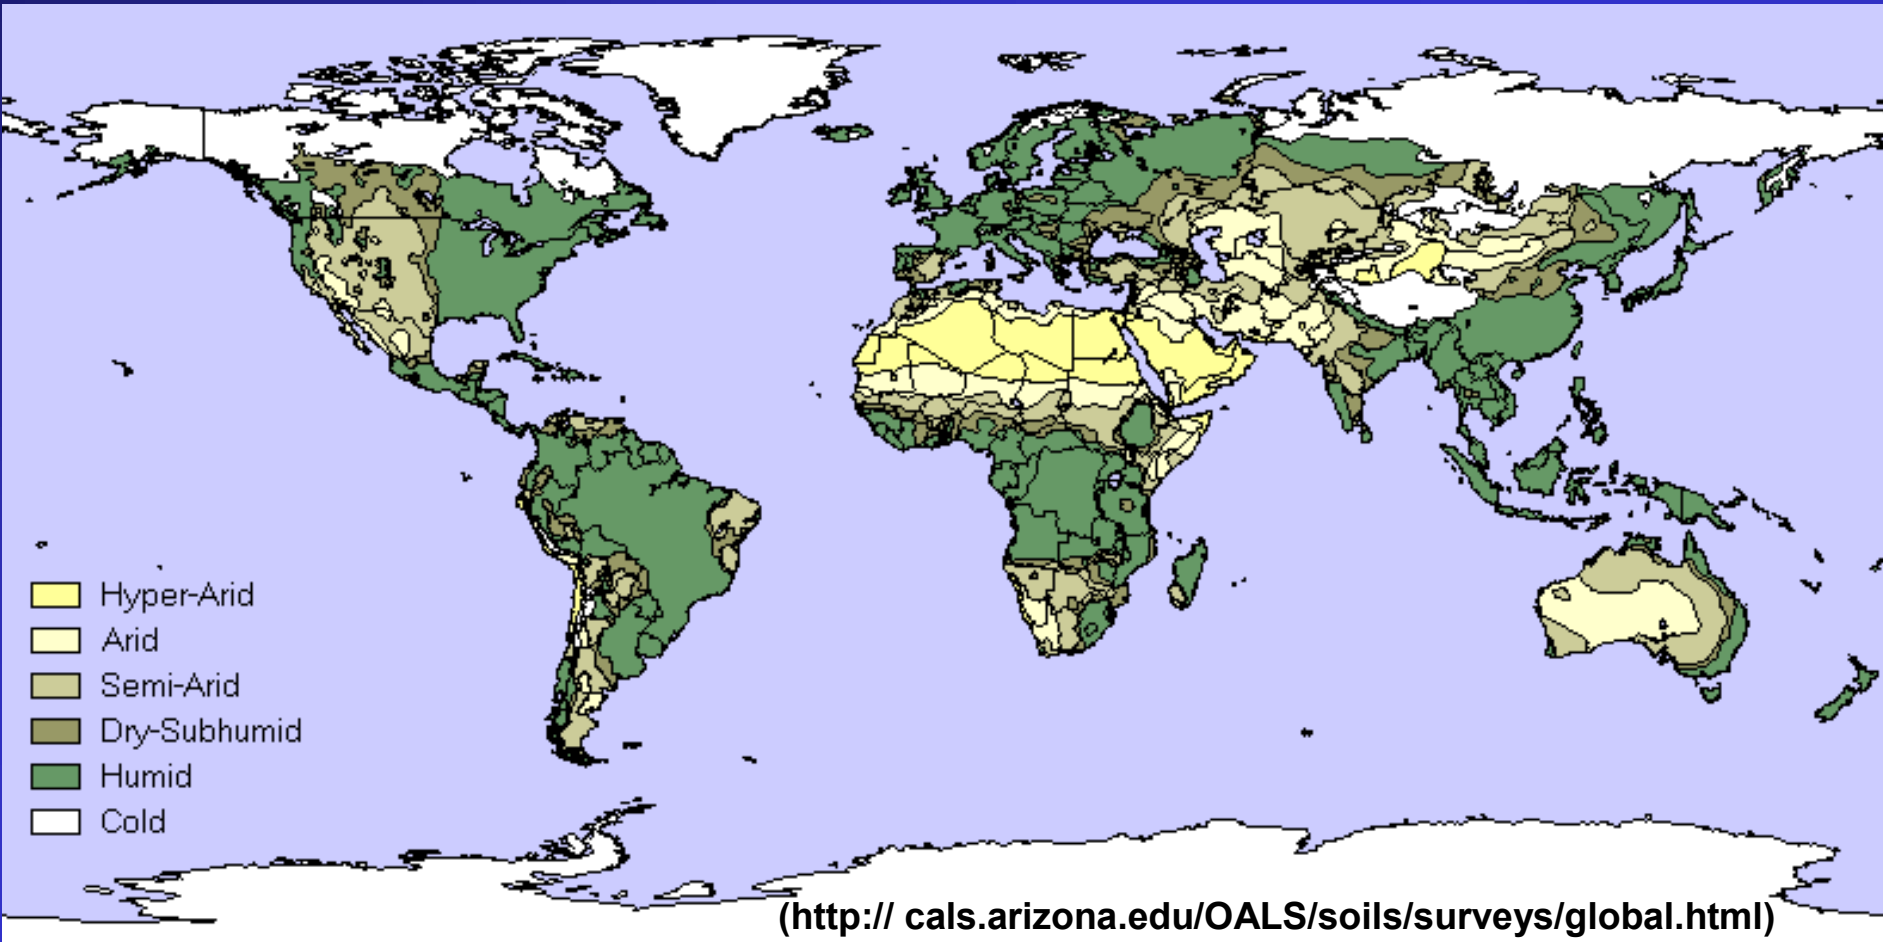 Hyper-Arid
Arid
Semi-Arid
Dry-Subhumid
Humid
Cold
(http:// cals.arizona.edu/OALS/soils/surveys/global.html)